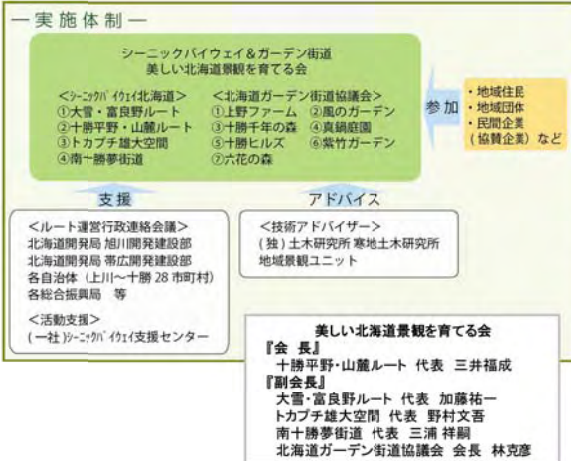 ー実施体制ー
シーニックバイウェイ&ガーデン街道
美しい北海道景観を育てる会
<シーニックバイウェイ北海道>
①大雪・富良野ルート
②十勝平野・山麓ルート
③トカプチ雄大空間
④南十勝夢街道
<北海道ガーデン街道協議会>
①上野ファーム ②風のガーデン
③十勝千年の森 ④真鍋庭園
⑤十勝ヒルズ ⑥紫竹ガーデン
⑦六花の森
参加
・地域住民
・地域団体
・民間企業
(協賛企業) など
支援
アドバイス
<ルート運営行政連絡会議>
北海道開発局 旭川開発建設部
北海道開発局 帯広開発建設部
各自治体 (上川~十勝 28 市町村)
各総合振興局 等
<活動支援>
(一社)シーニックバイウェイ支援センター
<技術アドバイザー>
(独)土木研究所 寒地土木研究所
地域景観ユニット
美しい北海道景観を育てる会
『会 長』
十勝平野・山麓ルート 代表 三井福成
『副会長』
大雪・富良野ルート 代表 加藤祐一
トカプチ雄大空間 代表 野村文吾
南十勝夢街道 代表 三浦 祥嗣
北海道ガーデン街道協議会 会長 林克彦